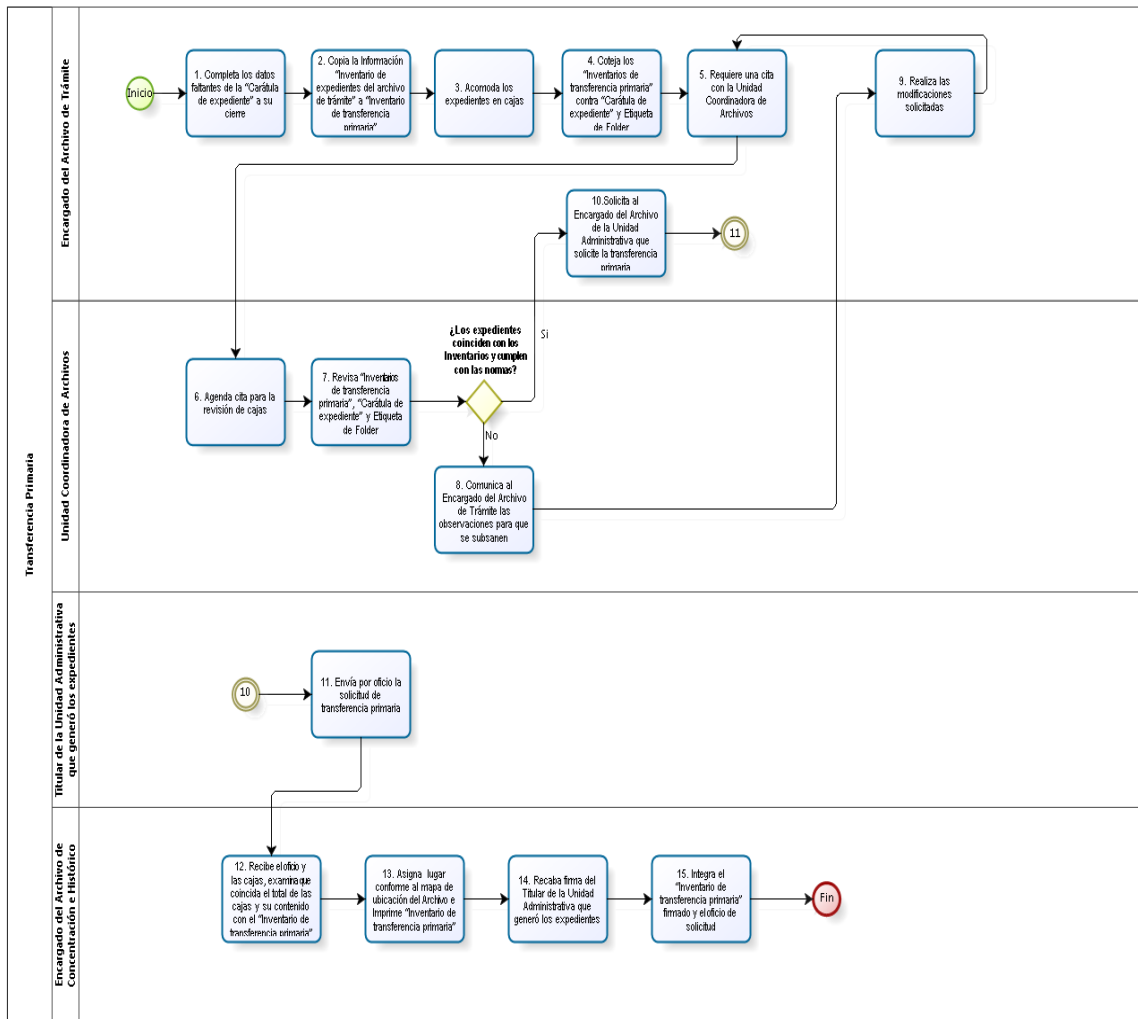 Transferencia Primaria
Encargado del Archivo de Trámite
Inicio
1. Completa los datos
faltantes de la "Carátula
de expediente" a su
cierre
2. Copia la Información
"Inventario de
expedientes del archivo
de trámite" a "Inventario
de transferencia
primaria"
3. Acomoda los
expedientes en cajas
4. Coteja los
"Inventarios de
transferencia primaria"
contra "Carátula de
expediente" y Etiqueta
de Folder
5. Requiere una cita
con la Unidad
Coordinadora de
Archivos
9. Realiza las
modificaciones
solicitadas
10.Solicita al
Encargado del Archivo
de la Unidad
Administrativa que
solicite la transferencia
primaria
11
Unidad Coordinadora de Archivos
6. Agenda cita para la
revisión de cajas
7. Revisa "Inventarios
de transferencia
primaria", "Carátula de
expediente" y Etiqueta
de Folder
¿Los expedientes
coinciden con los
Inventarios y cumplen
con las normas?
Si
No
8. Comunica al
Encargado del Archivo
de Trámite las
observaciones para que
se subsanen
Titular de la Unidad Administrativa
que generó los expedientes
10
11. Envía por oficio la
solicitud de
transferencia primaria
Encargado del Archivo de
Concentración e Histórico
12. Recibe el oficio y
las cajas, examina que
coincida el total de las
cajas y su contenido
con el "Inventario de
transferencia primaria"
13. Asigna lugar
conforme al mapa de
ubicación del Archivo e
Imprime "Inventario de
transferencia primaria"
14. Recaba firma del
Titular de la Unidad
Administrativa que
generó los expedientes
15. Integra el
"Inventario de
transferencia primaria"
firmado y el oficio de
solicitud
Fin